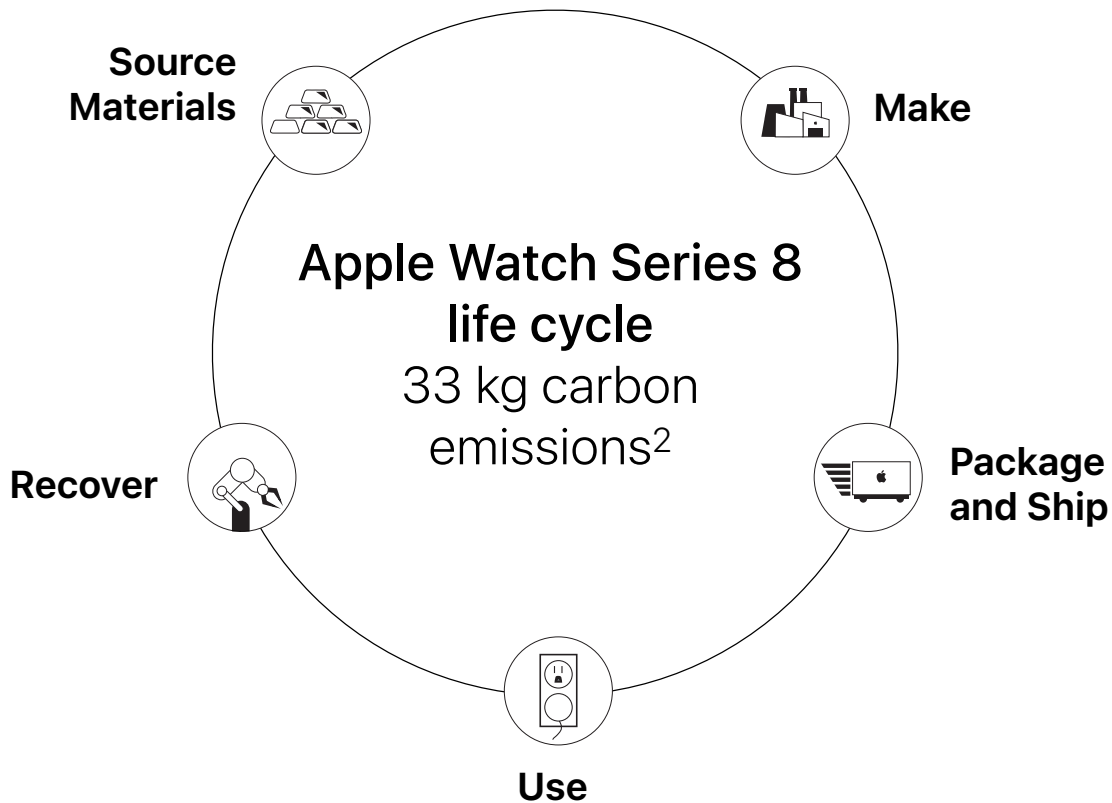 Source
Materials
Make
Apple Watch Series 8
life cycle
33 kg carbon
emissions²
Recover
Package
and Ship
Use